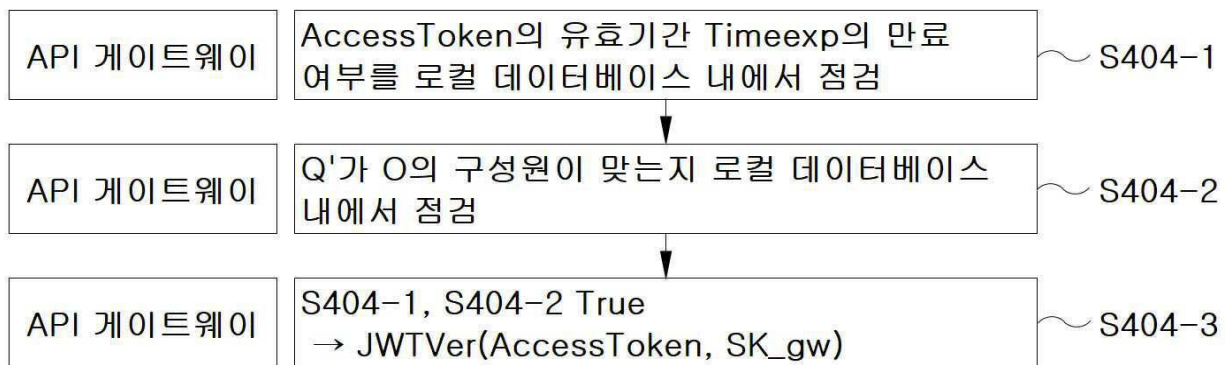 API 게이트웨이
AccessToken의 유효기간 Timeexp의 만료
여부를 로컬 데이터베이스 내에서 점검
S404-1
API 게이트웨이
Q'가 O의 구성원이 맞는지 로컬 데이터베이스
내에서 점검
S404-2
API 게이트웨이
S404-1, S404-2 True
→ JWTVer(AccessToken, SK_gw)
S404-3